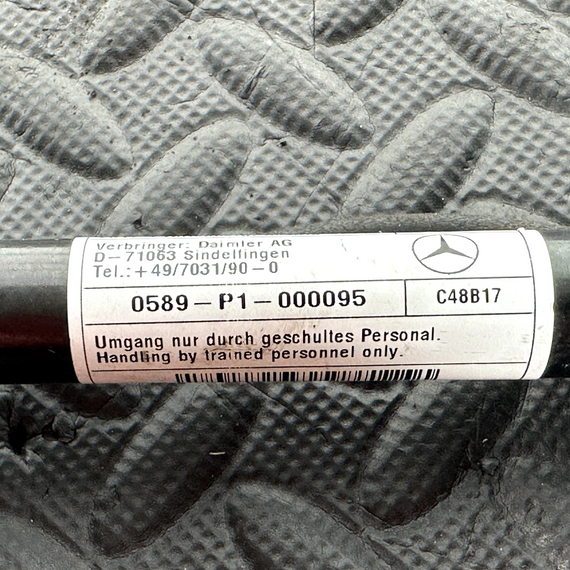 Verbringer: Daimler AG
D-71063 Sindelfingen
Tel.:+49/7031/90-0
0589-P1-000095
C48B17
Umgang nur durch geschultes Personal.
Handling by trained personnel only.